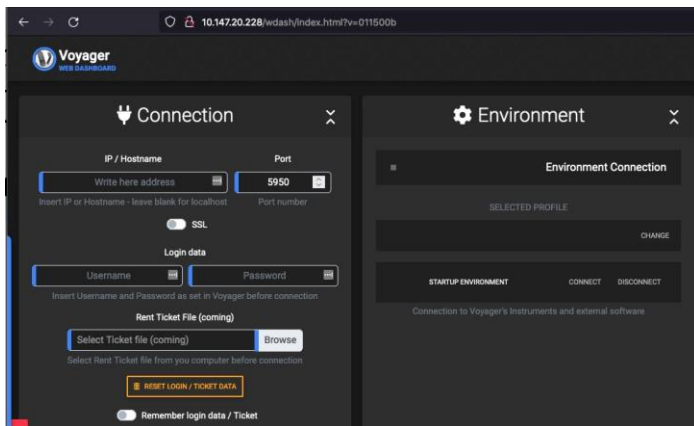 10.147.20.228/wdash/index.html?v=011500b
Voyager
WEB DASHBOARD
Connection
IP / Hostname
Port
Write here address
5950
Insert IP or Hostname - leave blank for localhost
Port number
SSL
Login data
Username
Password
Insert Username and Password as set in Voyager before connection
Rent Ticket File (coming)
Select Ticket file (coming)
Browse
Select Rent Ticket file from you computer before connection
RESET LOGIN / TICKET DATA
Remember login data / Ticket
Environment
Environment Connection
SELECTED PROFILE
CHANGE
STARTUP ENVIRONMENT
CONNECT
DISCONNECT
Connection to Voyager's Instruments and external software